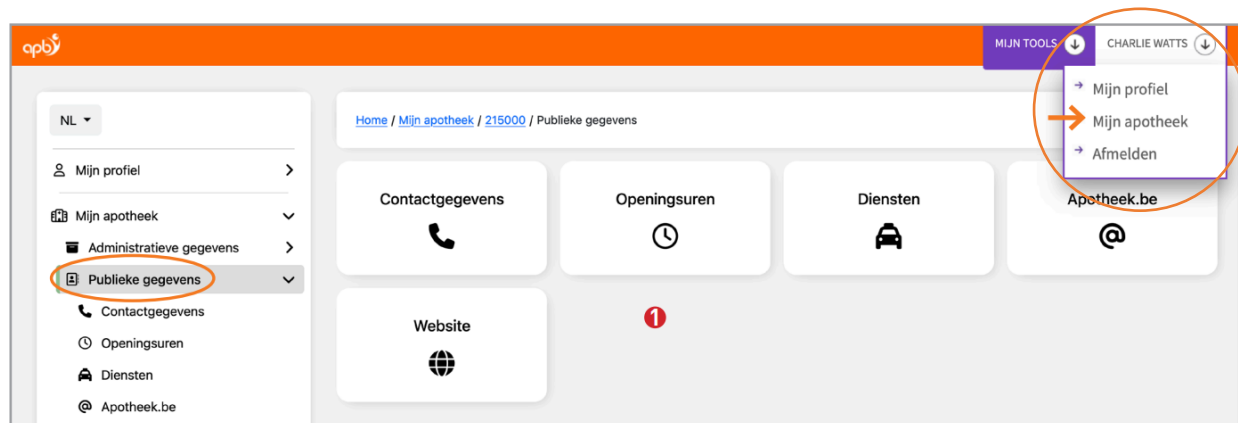 apb
MIJN TOOLS
CHARLIE WATTS
Mijn profiel
Mijn apotheek
Afmelden
NL
Mijn profiel
Mijn apotheek
Administratieve gegevens
Publieke gegevens
Contactgegevens
Openingsuren
Diensten
Apotheek.be
Home / Mijn apotheek / 215000 / Publieke gegevens
Contactgegevens
Openingsuren
Diensten
Apotheek.be
Website
1